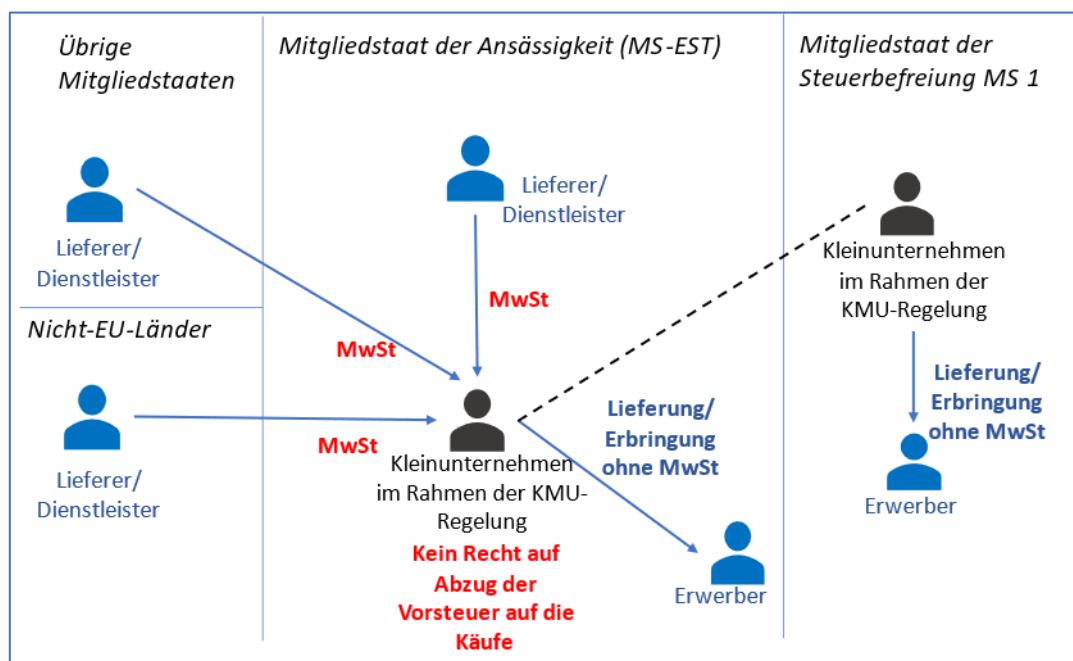 Übrige
Mitgliedstaaten
Lieferer/
Dienstleister
Nicht-EU-Länder
Lieferer/
Dienstleister
Mitgliedstaat der Ansässigkeit (MS-EST)
Lieferer/
Dienstleister
MwSt
MwSt
MwSt
Kleinunternehmen
im Rahmen der KMU-
Regelung
Kein Recht auf
Abzug der
Vorsteuer auf die
Käufe
Lieferung/
Erbringung
ohne MwSt
Erwerber
Mitgliedstaat der
Steuerbefreiung MS 1
Kleinunternehmen
im Rahmen der
KMU-Regelung
Lieferung/
Erbringung
ohne MwSt
Erwerber